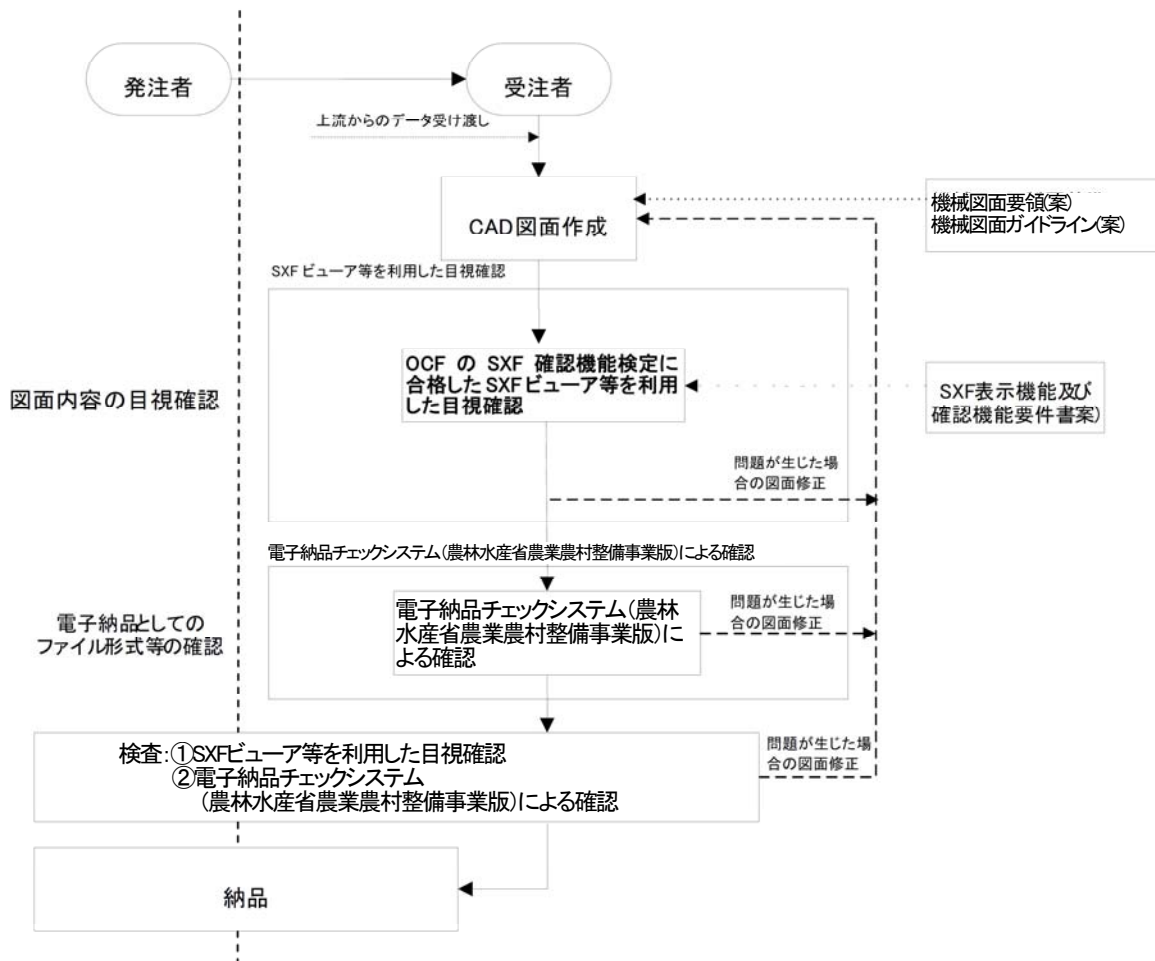 発注者
受注者
上流からのデータ受け渡し
CAD図面作成
機械図面要領(案)
機械図面ガイドライン(案)
SXFビューア等を利用した目視確認
OCF の SXF 確認機能検定に
合格したSXFビューア等を利用
した目視確認
図面内容の目視確認
SXF表示機能及び
確認機能要件書案)
問題が生じた場
合の図面修正
電子納品チェックシステム(農林水産省農業農村整備事業版)による確認
電子納品チェックシステム(農林
水産省農業農村整備事業版)に
よる確認
問題が生じた場
合の図面修正
電子納品としての
ファイル形式等の確認
検査:①SXFビューア等を利用した目視確認
②電子納品チェックシステム
(農林水産省農業農村整備事業版)による確認
問題が生じた場
合の図面修正
納品